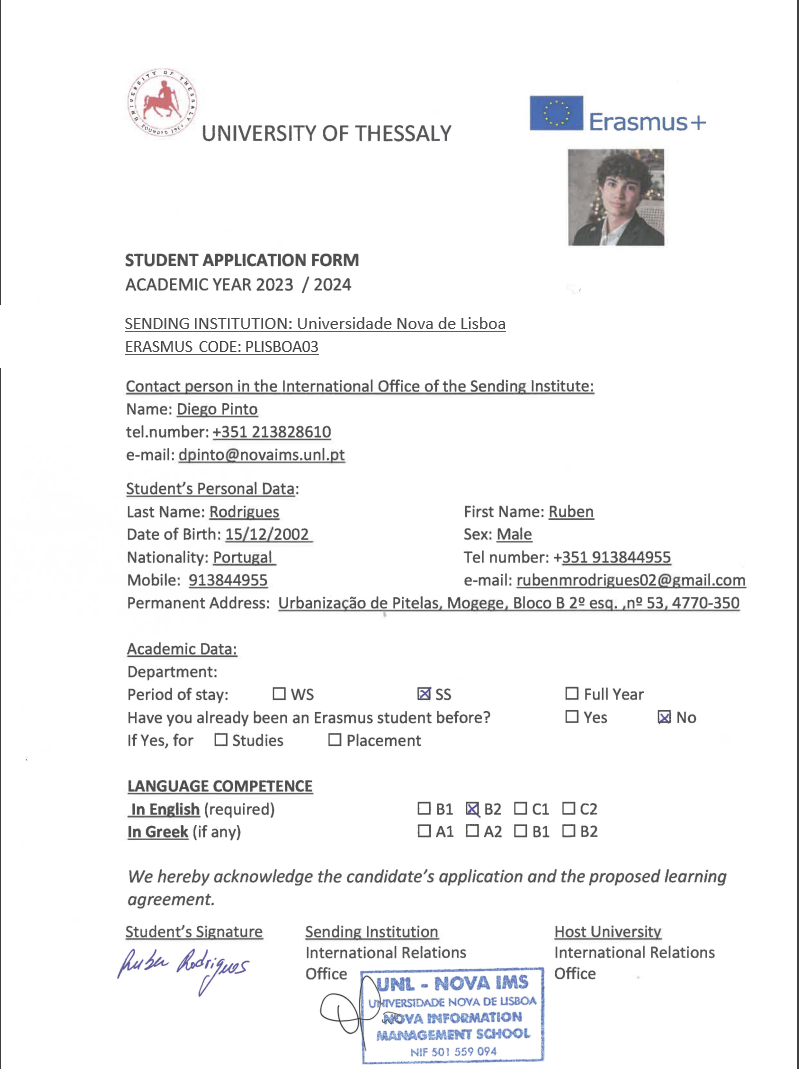 UNIVERSITY OF THESSALY
UNIVERSITY OF THESSALY
Erasmus+
STUDENT APPLICATION FORM
ACADEMIC YEAR 2023 / 2024
SENDING INSTITUTION: Universidade Nova de Lisboa
ERASMUS CODE: PLISBOA03
Contact person in the International Office of the Sending Institute:
Name: Diego Pinto
tel.number: +351 213828610
e-mail: dpinto@novaims.unl.pt
Student's Personal Data:
Last Name: Rodrigues First Name: Ruben
Date of Birth: 15/12/2002 Sex: Male
Nationality: Portugal Tel number: +351 913844955
Mobile: 913844955 e-mail: rubenmrodrigues02@gmail.com
Permanent Address: Urbanização de Pitelas, Mogege, Bloco B 2º esq. ,nº 53, 4770-350
Academic Data:
Department:
Period of stay: ☐ WS ☒ SS ☐ Full Year
Have you already been an Erasmus student before? ☐ Yes ☒ No
If Yes, for ☐ Studies ☐ Placement
LANGUAGE COMPETENCE
In English (required) ☐ B1 ☒ B2 ☐ C1 ☐ C2
In Greek (if any) ☐ A1 ☐ A2 ☐ B1 ☐ B2
We hereby acknowledge the candidate's application and the proposed learning
agreement.
Student's Signature Sending Institution Host University
International Relations International Relations
Office Office
Ruben Rodrigues
UNL - NOVA IMS
UNIVERSIDADE NOVA DE LISBOA
NOVA INFORMATION
MANAGEMENT SCHOOL
NIF 501 559 094